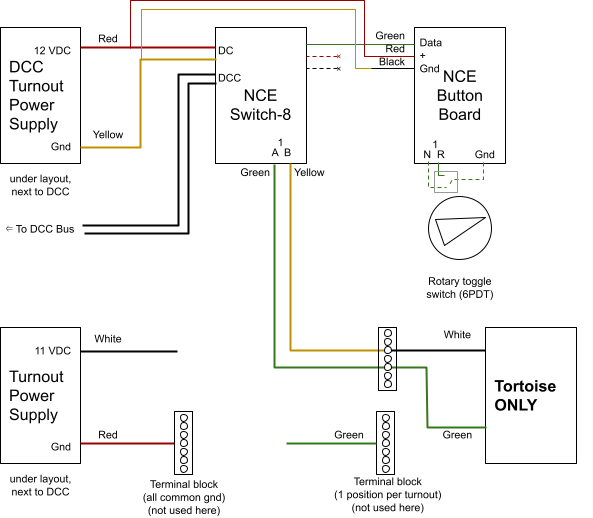 Red
12 VDC
DCC
Turnout
Power
Supply
Yellow
Gnd
under layout,
next to DCC
DC
DCC
NCE
Switch-8
1
A B
Green
Yellow
Green
Red
Black
Data
+
Gnd
NCE
Button
Board
1
N R
Gnd
Rotary toggle
switch (6PDT)
⇐ To DCC Bus
White
11 VDC
Turnout
Power
Supply
Red
Gnd
under layout,
next to DCC
Terminal block
(all common gnd)
(not used here)
Green
Terminal block
(1 position per turnout)
(not used here)
White
Tortoise
ONLY
Green